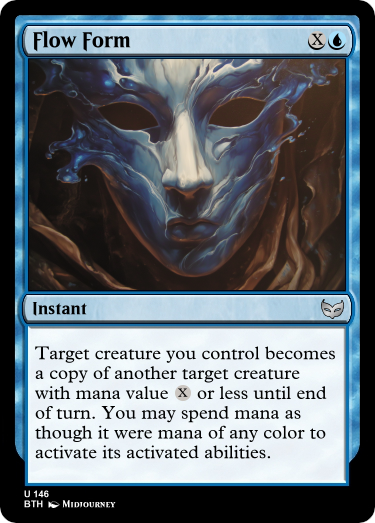 Flow Form X
Instant
Target creature you control becomes
a copy of another target creature
with mana value X or less until end
of turn. You may spend mana as
though it were mana of any color to
activate its activated abilities.
U 146
BTH Midjourney